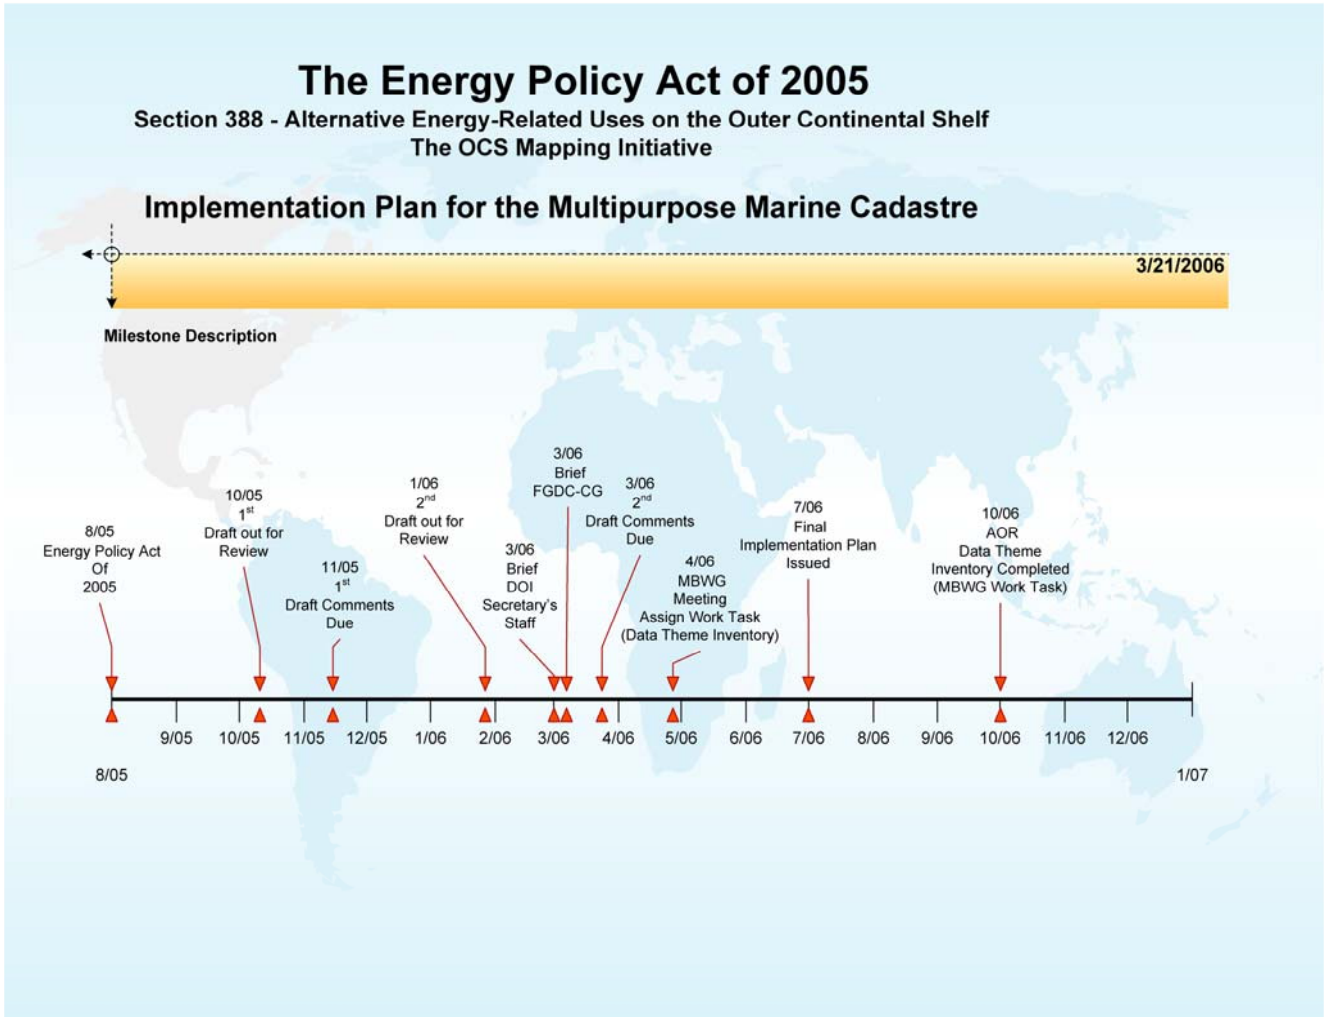 The Energy Policy Act of 2005
Section 388 - Alternative Energy-Related Uses on the Outer Continental Shelf
The OCS Mapping Initiative
Implementation Plan for the Multipurpose Marine Cadastre
3/21/2006
Milestone Description
8/05
Energy Policy Act
Of
2005
10/05
1st
Draft out for
Review
11/05
1st
Draft Comments
Due
1/06
2nd
Draft out for
Review
3/06
Brief
DOI
Secretary's
Staff
3/06
Brief
FGDC-CG
3/06
2nd
Draft Comments
Due
4/06
MBWG
Meeting
Assign Work Task
(Data Theme Inventory)
7/06
Final
Implementation Plan
Issued
10/06
AOR
Data Theme
Inventory Completed
(MBWG Work Task)
9/05 10/05 11/05 12/05 1/06 2/06 3/06 4/06 5/06 6/06 7/06 8/06 9/06 10/06 11/06 12/06
8/05 1/07